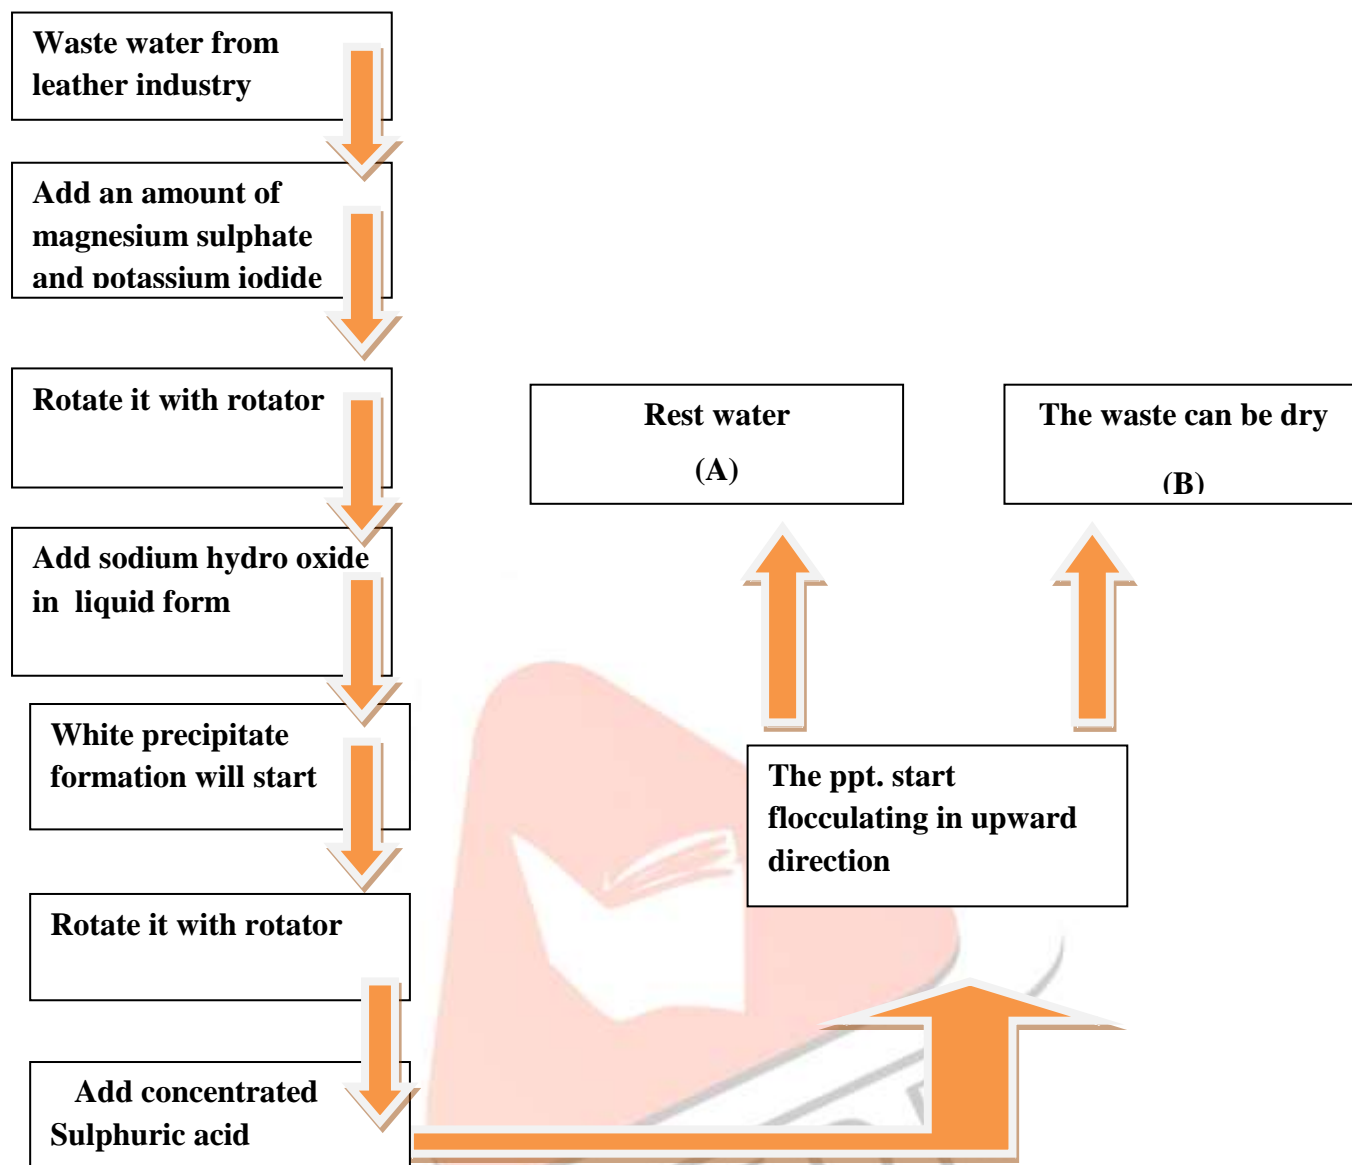 Waste water from
leather industry
Add an amount of
magnesium sulphate
and potassium iodide
Rotate it with rotator
Add sodium hydro oxide
in liquid form
White precipitate
formation will start
Rotate it with rotator
Add concentrated
Sulphuric acid
The ppt. start
flocculating in upward
direction
Rest water
(A)
The waste can be dry
(B)